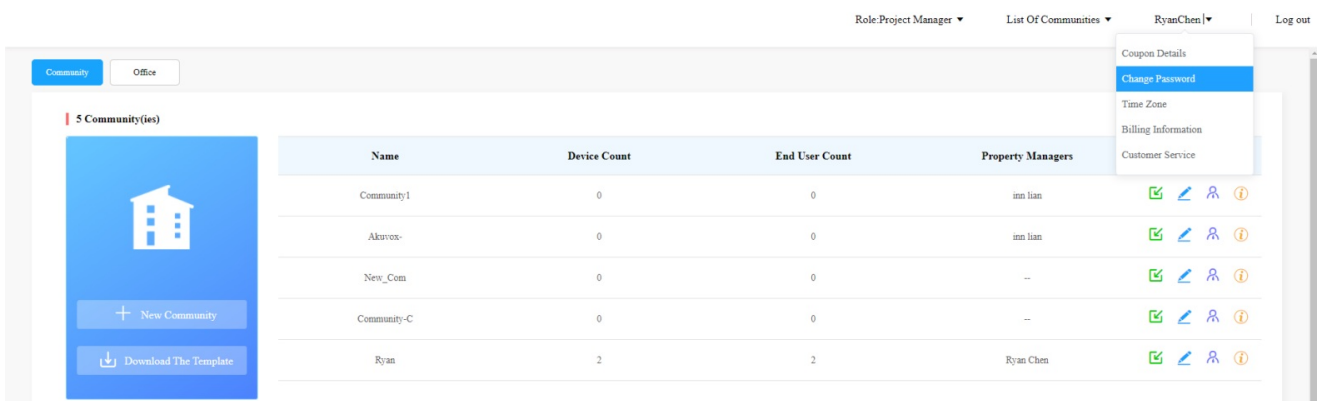 Role:Project Manager ▼ List Of Communities ▼ RyanChen ▼ Log out
Coupon Details
Change Password
Time Zone
Billing Information
Customer Service
Community Office
5 Community(ies)
New Community
Download The Template
Name Device Count End User Count Property Managers
Community1 0 0 inn lian
Akuvox- 0 0 inn lian
New_Com 0 0 --
Community-C 0 0 --
Ryan 2 2 Ryan Chen